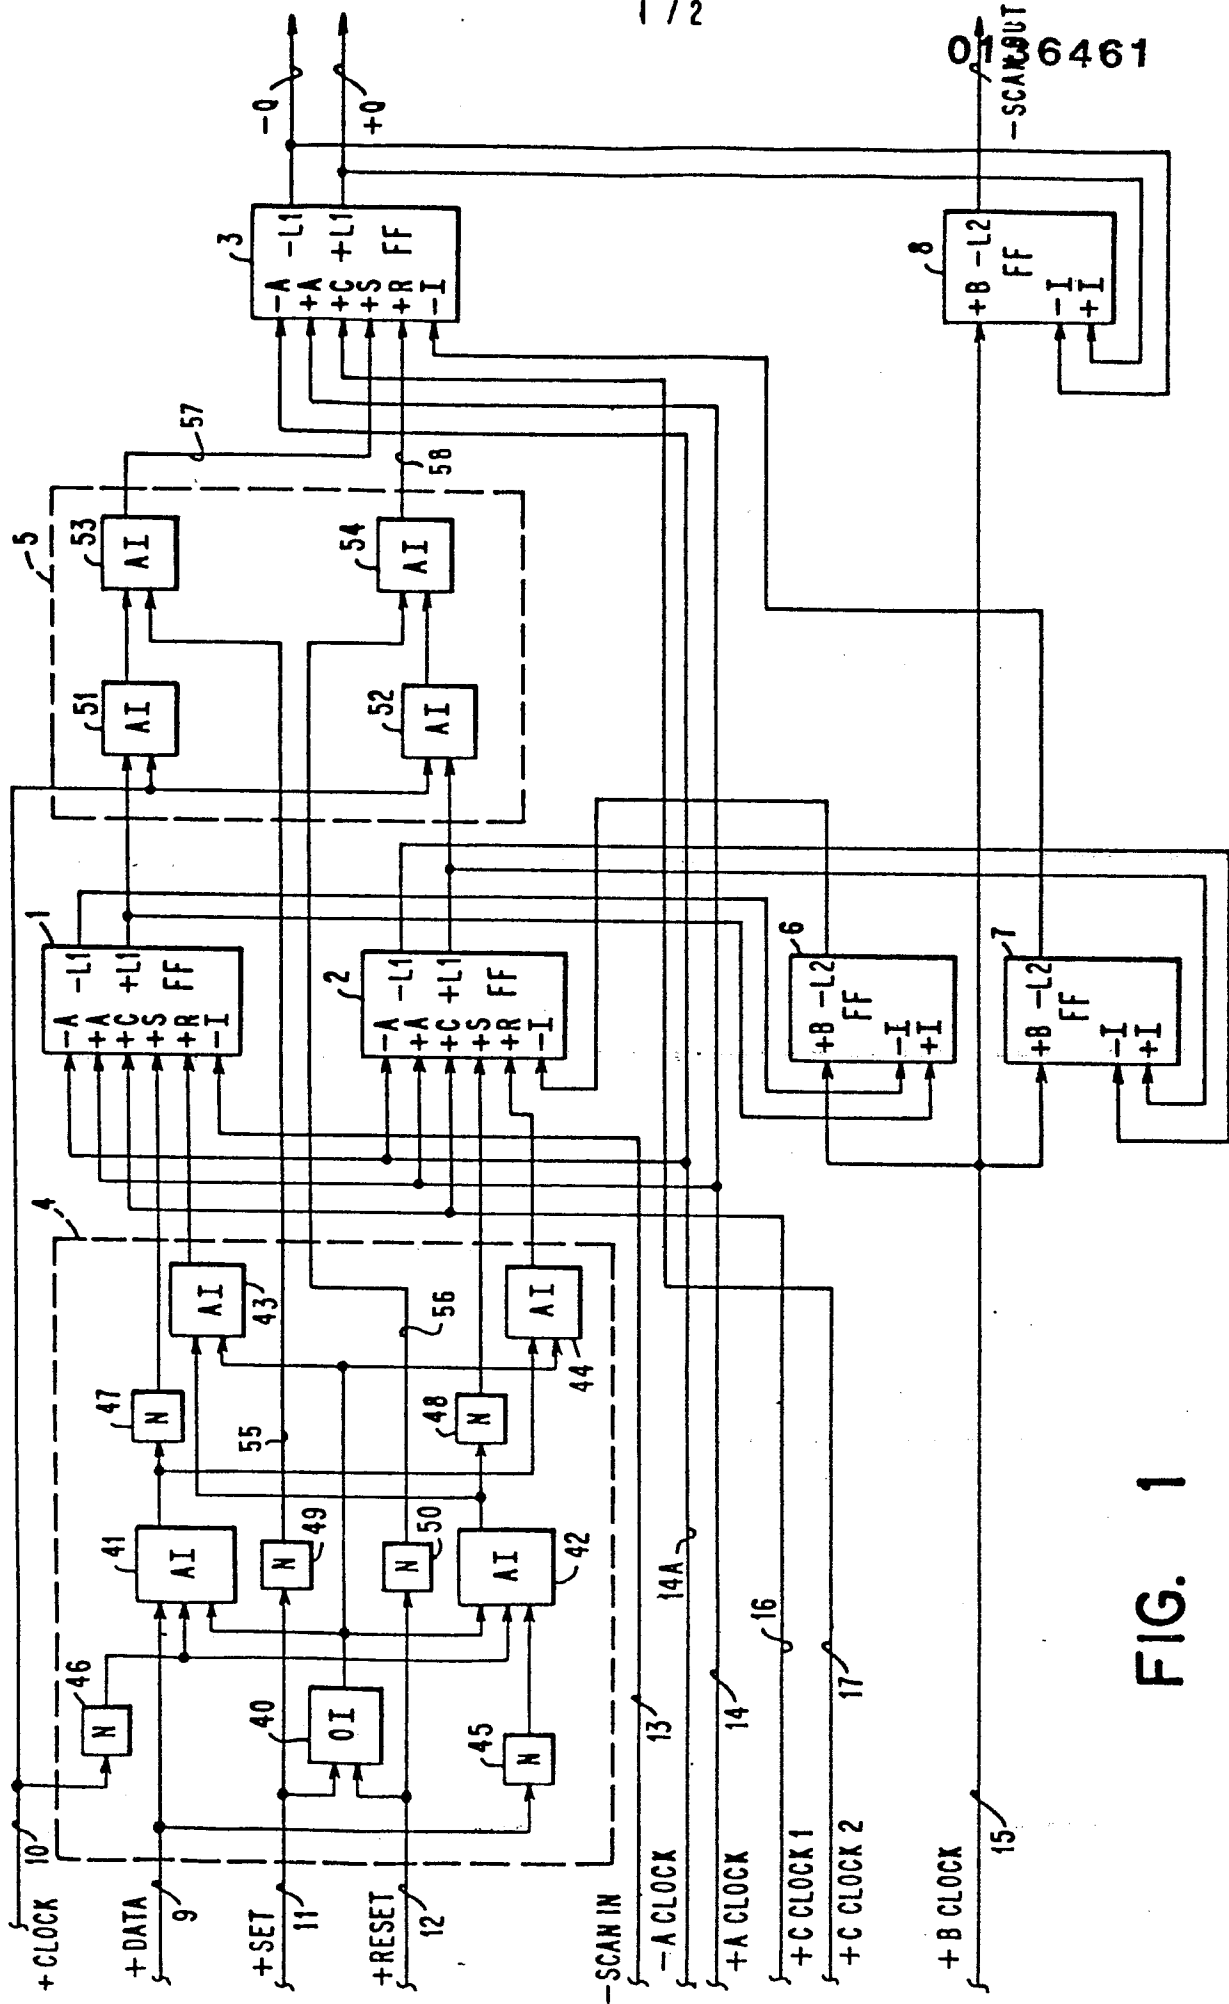 1 / 2
0136461
+CLOCK
10
+DATA
9
+SET
11
+RESET
12
-SCAN IN
13
-A CLOCK
14A
+A CLOCK
14
+C CLOCK 1
16
+C CLOCK 2
17
+B CLOCK
15
4
46
N
41
AI
47
N
43
AI
49
N
55
40
OI
50
N
56
45
N
42
AI
48
N
44
AI
1
-A -L1
+A
+C +L1
+S
+R FF
-I
2
-A -L1
+A
+C +L1
+S
+R FF
-I
5
51
AI
53
AI
52
AI
54
AI
57
58
3
-A -L1
+A
+C +L1
+S
+R FF
-I
-Q
+Q
6
+B -L2
FF
-I
+I
7
+B -L2
FF
-I
+I
8
+B -L2
FF
-I
+I
-SCAN OUT
FIG. 1